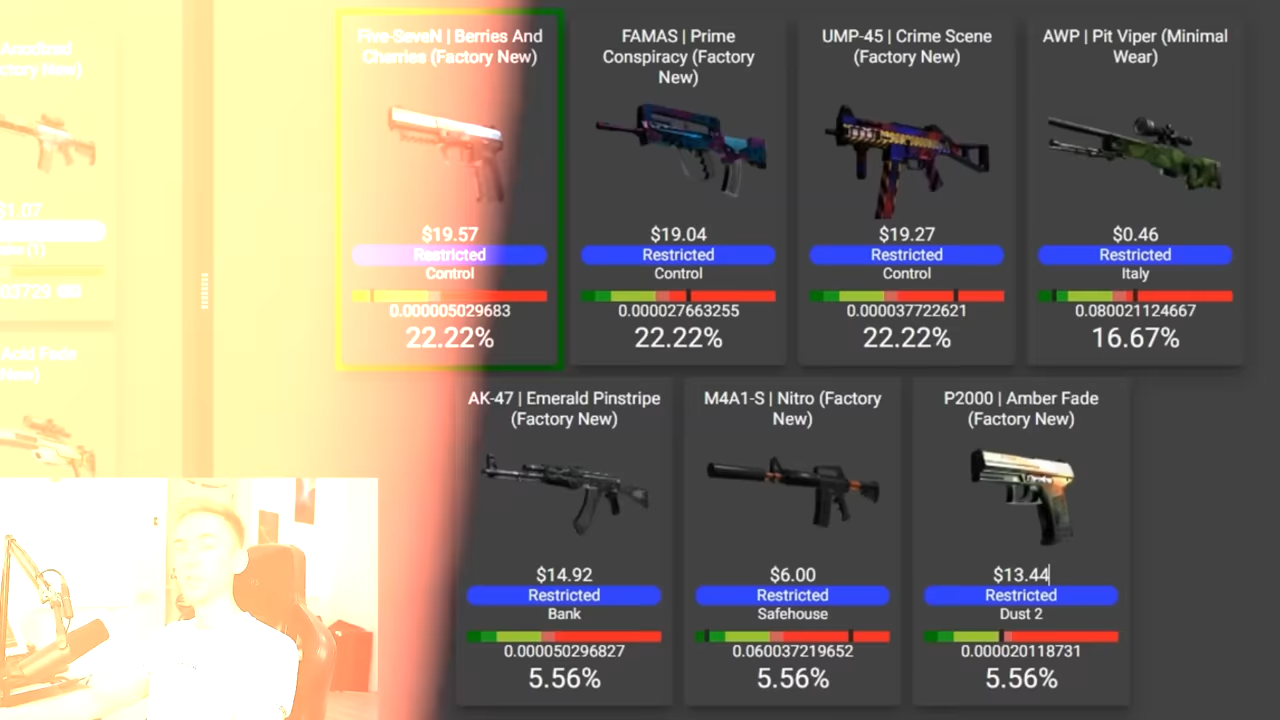 Five-SeveN | Berries And
Cherries (Factory New)
$19.57
Restricted
Control
0.000005029683
22.22%
FAMAS | Prime
Conspiracy (Factory
New)
$19.04
Restricted
Control
0.000027663255
22.22%
UMP-45 | Crime Scene
(Factory New)
$19.27
Restricted
Control
0.000037722621
22.22%
AWP | Pit Viper (Minimal
Wear)
$0.46
Restricted
Italy
0.080021124667
16.67%
$1.07
03729
Acid Fade
AK-47 | Emerald Pinstripe
(Factory New)
$14.92
Restricted
Bank
0.000050296827
5.56%
M4A1-S | Nitro (Factory
New)
$6.00
Restricted
Safehouse
0.060037219652
5.56%
P2000 | Amber Fade
(Factory New)
$13.44
Restricted
Dust 2
0.000020118731
5.56%